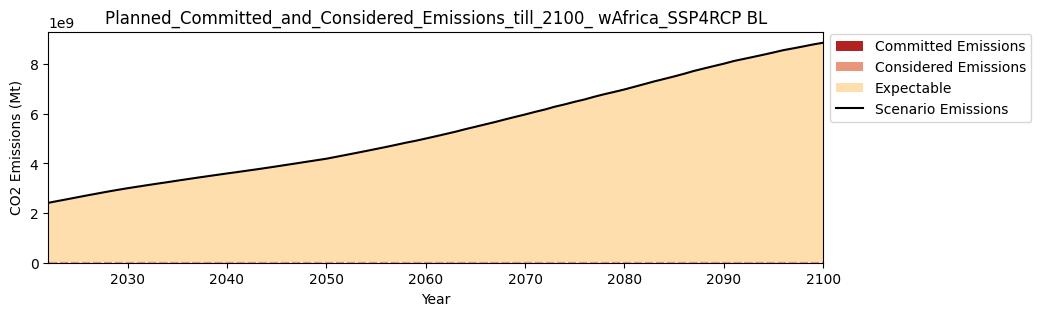 Planned_Committed_and_Considered_Emissions_till_2100_ wAfrica_SSP4RCP BL
1e9
8
6
4
2
0
CO2 Emissions (Mt)
2030 2040 2050 2060 2070 2080 2090 2100
Year
Committed Emissions
Considered Emissions
Expectable
Scenario Emissions